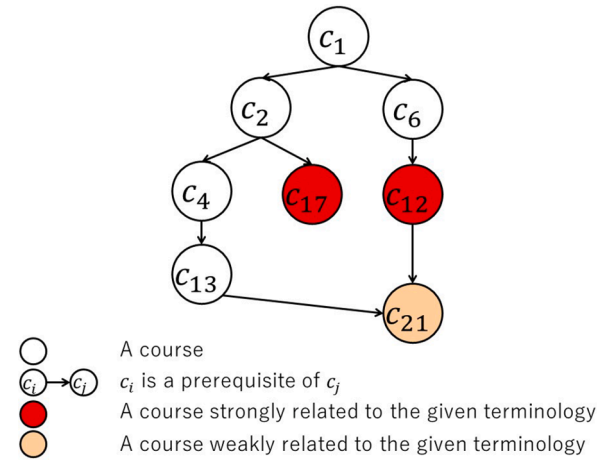 c₁
c₂
c₆
c₄
c₁₇
c₁₂
c₁₃
c₂₁
A course
cᵢ cⱼ cᵢ is a prerequisite of cⱼ
A course strongly related to the given terminology
A course weakly related to the given terminology